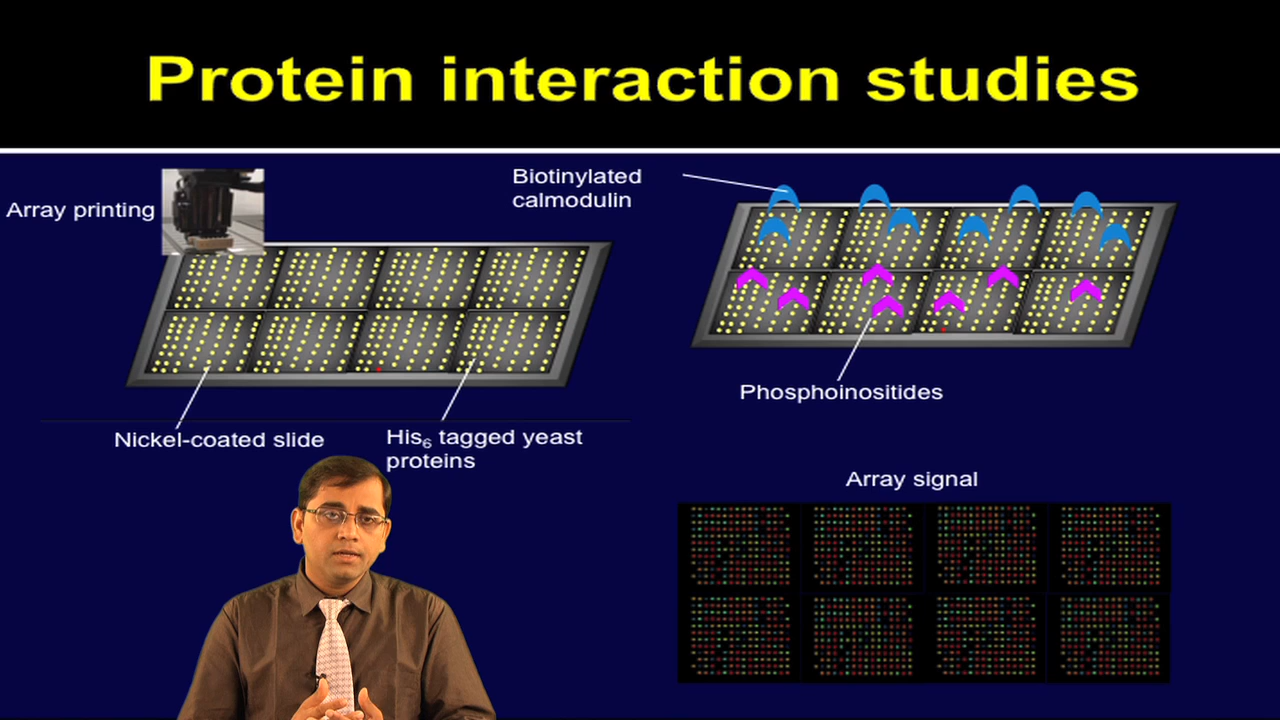 Protein interaction studies
Array printing
Biotinylated
calmodulin
Nickel-coated slide
His₆ tagged yeast
proteins
Phosphoinositides
Array signal